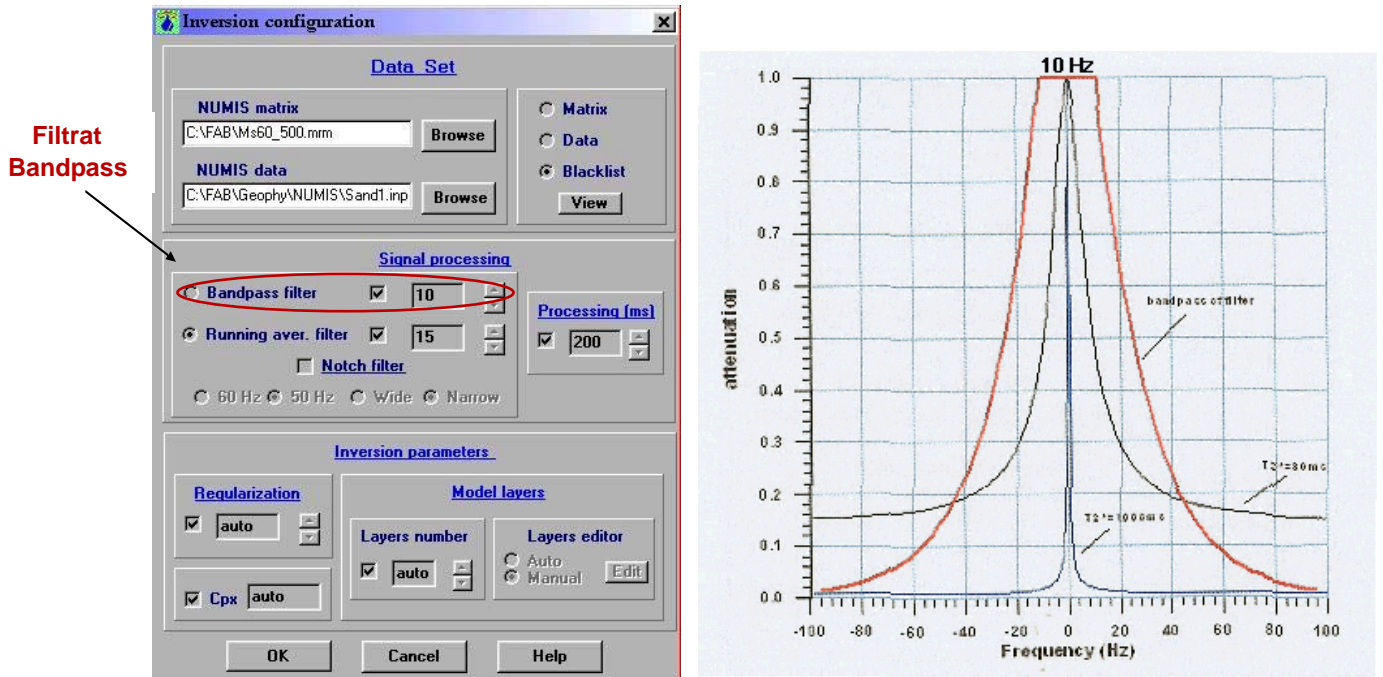 Filtrat
Bandpass
Inversion configuration
Data Set
NUMIS matrix
C:\FAB\Ms60_500.mrm
Browse
NUMIS data
C:\FAB\Geophy\NUMIS\Sand1.inp
Browse
Matrix
Data
Blacklist
View
Signal processing
Bandpass filter
10
Running aver. filter
15
Notch filter
60 Hz 50 Hz Wide Narrow
Processing (ms)
200
Inversion parameters
Regularization
auto
Cpx auto
Model layers
Layers number
auto
Layers editor
Auto
Manual
Edit
OK
Cancel
Help
10 Hz
1.0
0.9
0.8
0.7
0.6
0.5
0.4
0.3
0.2
0.1
0.0
attenuation
bandpass of filter
T2*=1000mc
-100 -80 -60 -40 -20 0 20 40 60 80 100
Frequency (Hz)